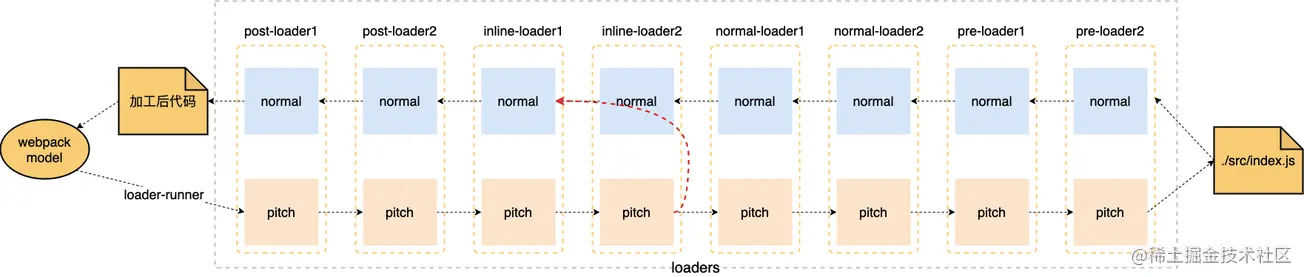 post-loader1
post-loader2
inline-loader1
inline-loader2
normal-loader1
normal-loader2
pre-loader1
pre-loader2
加工后代码
normal
normal
normal
normal
normal
normal
normal
normal
webpack
model
./src/index.js
loader-runner
pitch
pitch
pitch
pitch
pitch
pitch
pitch
pitch
loaders
@稀土掘金技术社区